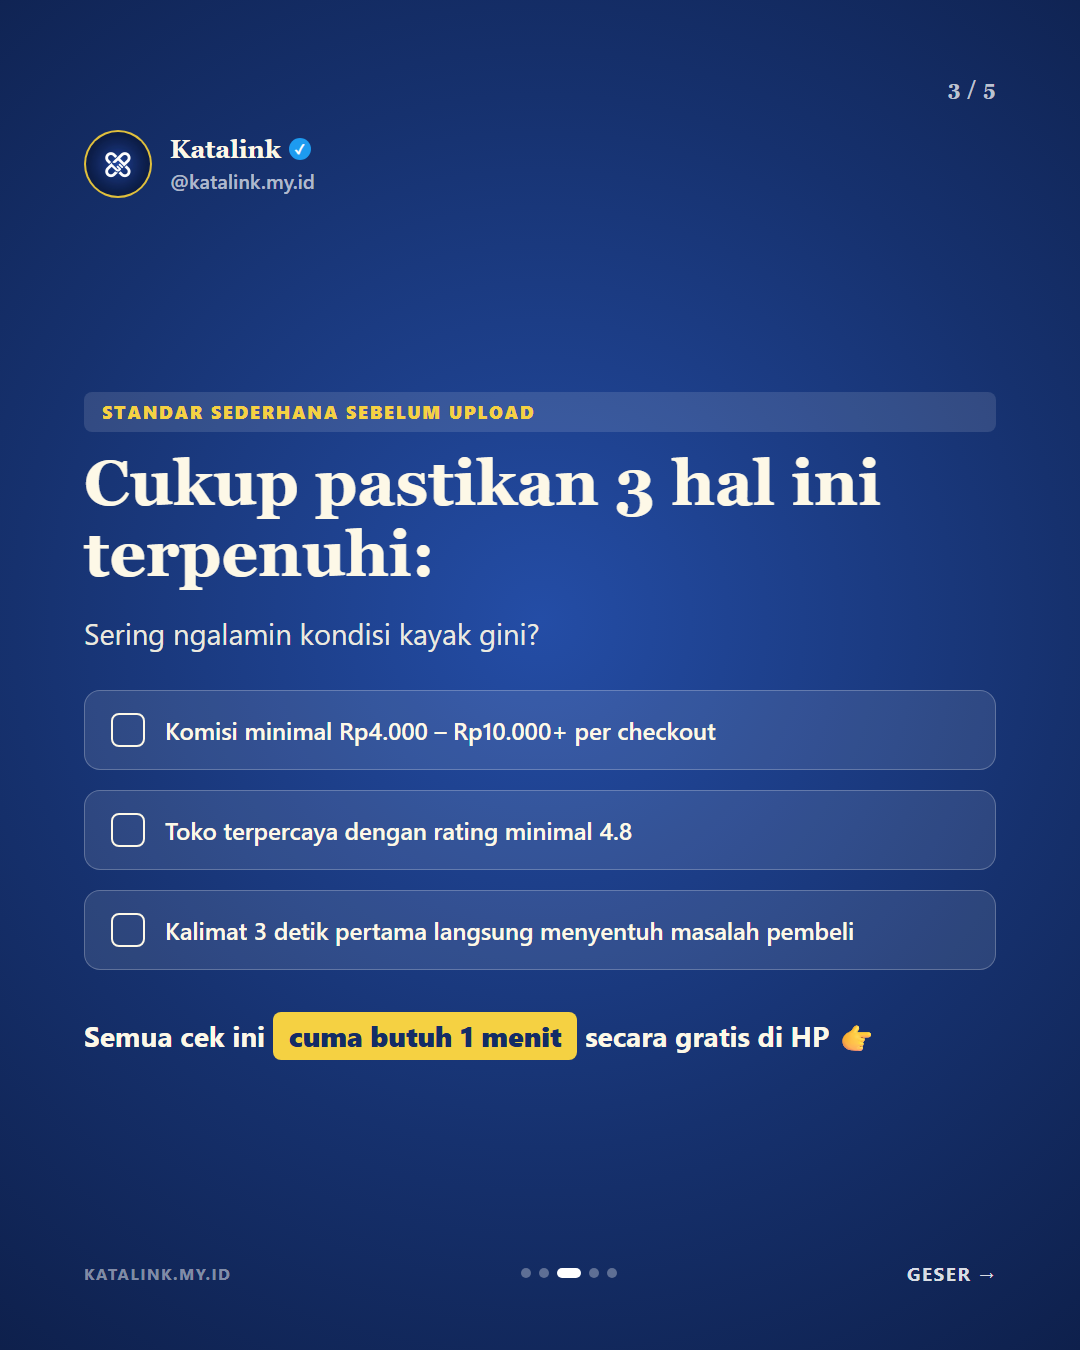 3 / 5
Katalink
@katalink.my.id
STANDAR SEDERHANA SEBELUM UPLOAD
Cukup pastikan 3 hal ini
terpenuhi:
Sering ngalamin kondisi kayak gini?
Komisi minimal Rp4.000 – Rp10.000+ per checkout
Toko terpercaya dengan rating minimal 4.8
Kalimat 3 detik pertama langsung menyentuh masalah pembeli
Semua cek ini cuma butuh 1 menit secara gratis di HP 👉
KATALINK.MY.ID
GESER →